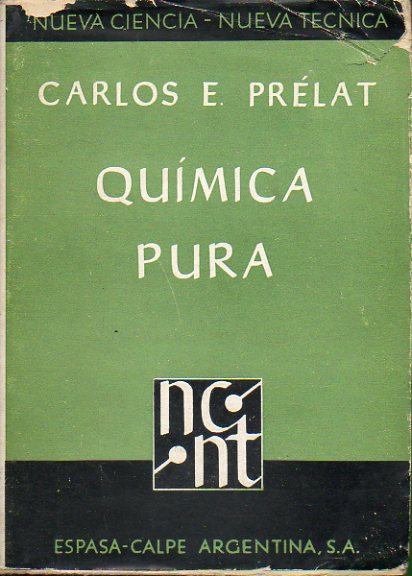 NUEVA CIENCIA - NUEVA TECNICA
CARLOS E. PRÉLAT
QUÍMICA
PURA
nc
nt
ESPASA-CALPE ARGENTINA, S.A.